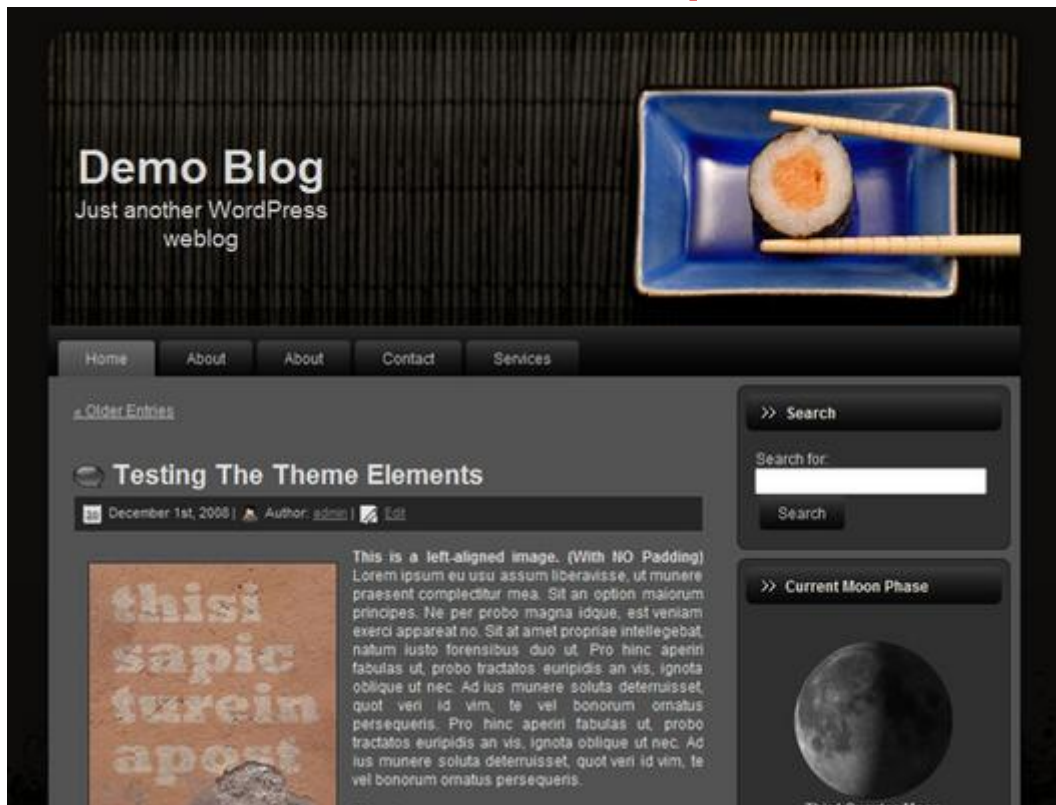 Demo Blog
Just another WordPress
weblog
Home
About
About
Contact
Services
« Older Entries
Testing The Theme Elements
December 1st, 2008 | Author: admin | Edit
thisi
sapic
turein
apost
This is a left-aligned image. (With NO Padding)
Lorem ipsum eu usu assum liberavisse, ut munere
praesent complectitur mea. Sit an option maiorum
principes. Ne per probo magna idque, est veniam
exerci appareat no. Sit at amet propriae intellegebat,
natum iusto forensibus duo ut. Pro hinc aperiri
fabulas ut, probo tractatos euripidis an vis, ignota
oblique ut nec. Ad ius munere soluta deterruisset,
quot veri id vim, te vel bonorum ornatus
persequeris. Pro hinc aperiri fabulas ut, probo
tractatos euripidis an vis, ignota oblique ut nec. Ad
ius munere soluta deterruisset, quot veri id vim, te
vel bonorum ornatus persequeris.
>> Search
Search for:
Search
>> Current Moon Phase